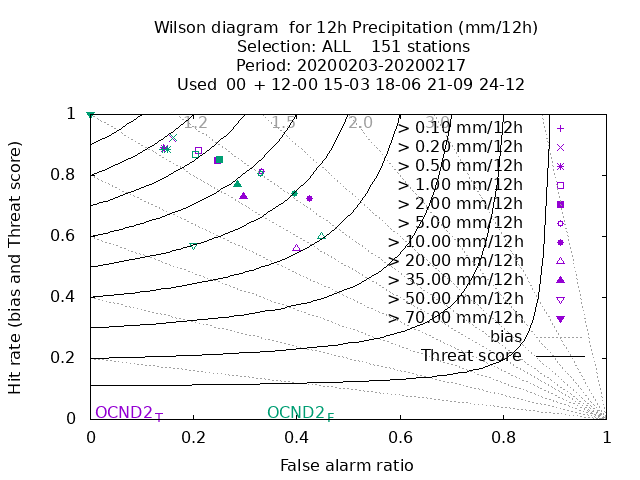 Wilson diagram  for 12h Precipitation (mm/12h)
Selection: ALL    151 stations
Period: 20200203-20200217
Used  00 + 12-00 15-03 18-06 21-09 24-12
Hit rate (bias and Threat score)
1
0.8
0.6
0.4
0.2
0
1.2
1.5
2.0
3.0
> 0.10 mm/12h
> 0.20 mm/12h
> 0.50 mm/12h
> 1.00 mm/12h
> 2.00 mm/12h
> 5.00 mm/12h
> 10.00 mm/12h
> 20.00 mm/12h
> 35.00 mm/12h
> 50.00 mm/12h
> 70.00 mm/12h
bias
Threat score
OCND2_T OCND2_F
0 0.2 0.4 0.6 0.8 1
False alarm ratio